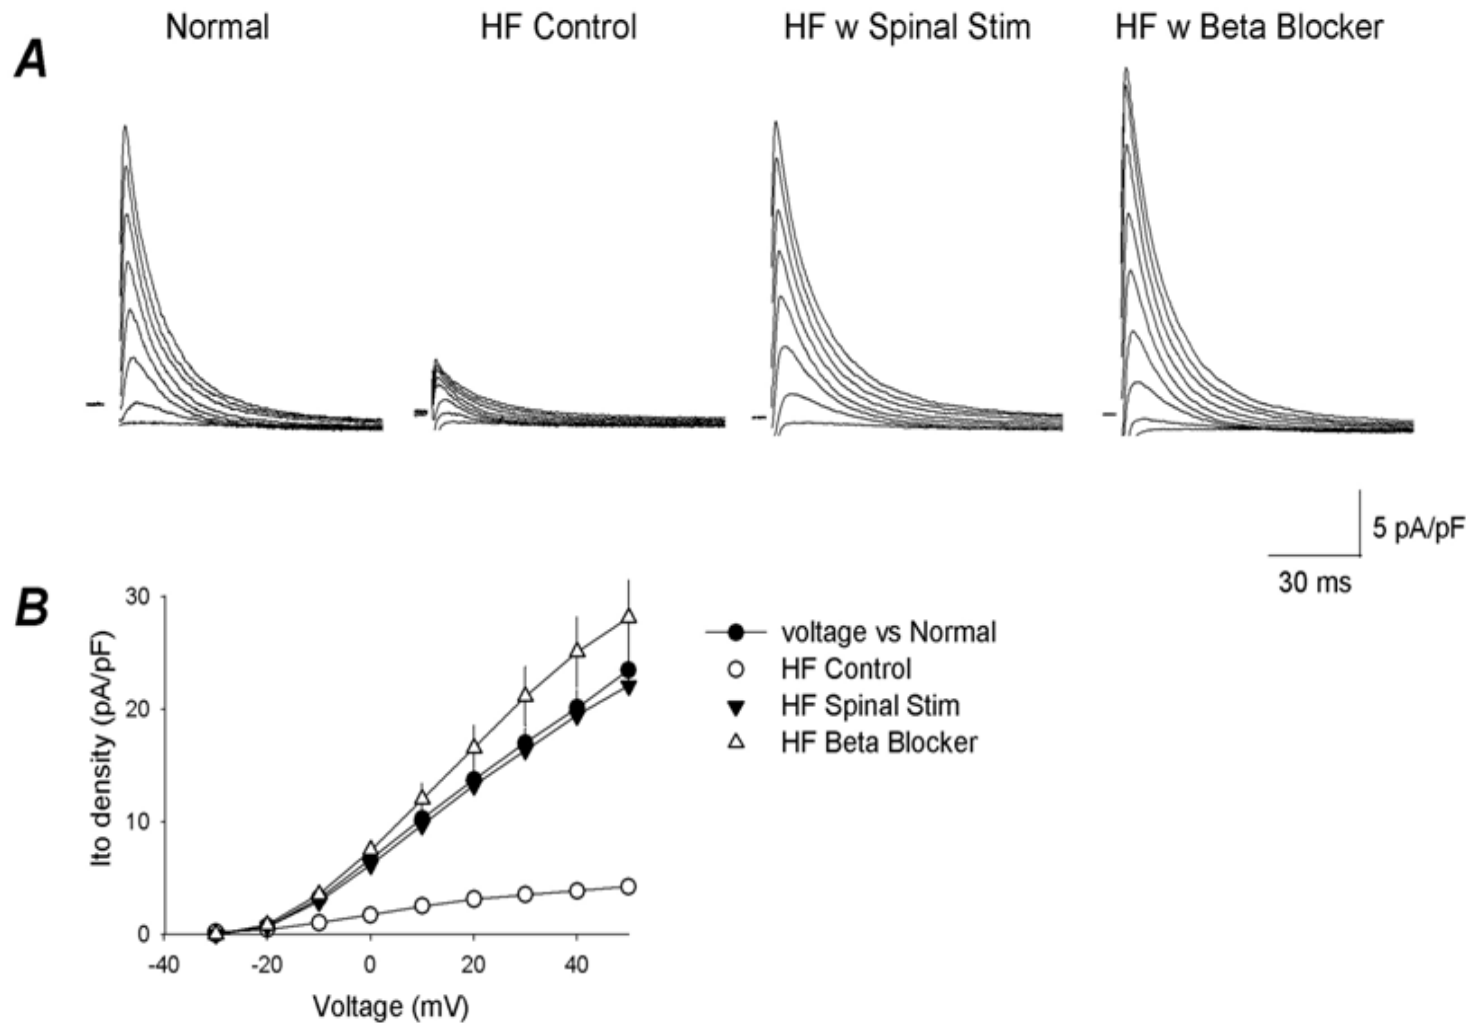 Normal
HF Control
HF w Spinal Stim
HF w Beta Blocker
A
5 pA/pF
30 ms
B
30
20
10
0
Ito density (pA/pF)
-40
-20
0
20
40
Voltage (mV)
voltage vs Normal
HF Control
HF Spinal Stim
HF Beta Blocker